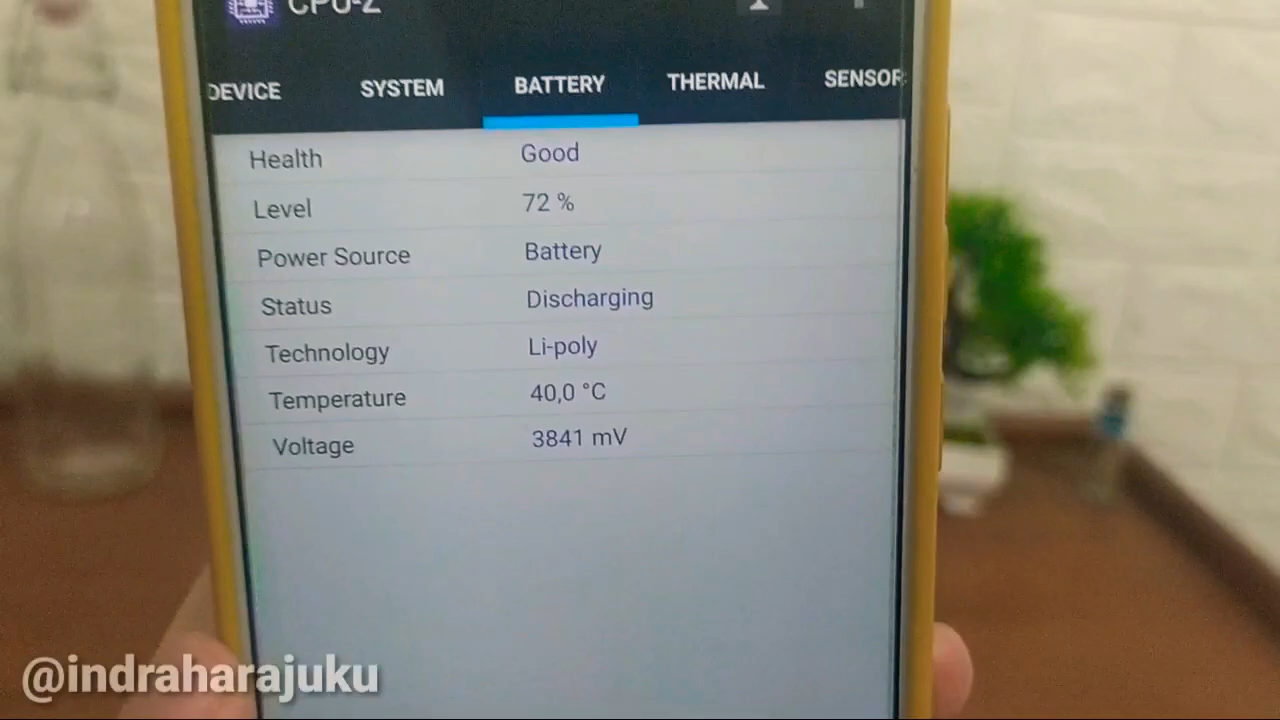 CPU-Z
DEVICE SYSTEM BATTERY THERMAL SENSOR
Health Good
Level 72 %
Power Source Battery
Status Discharging
Technology Li-poly
Temperature 40,0 °C
Voltage 3841 mV
@indraharajuku